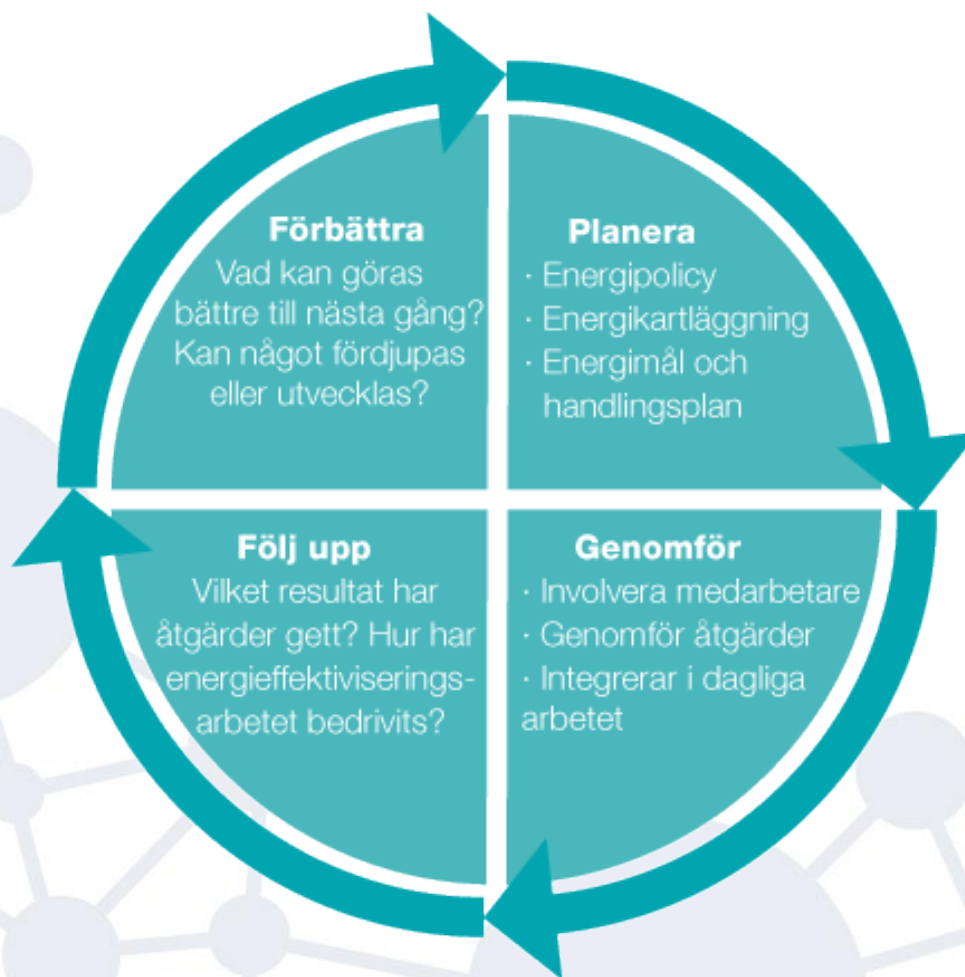 Förbättra
Vad kan göras
bättre till nästa gång?
Kan något fördjupas
eller utvecklas?
Planera
· Energipolicy
· Energikartläggning
· Energimål och
handlingsplan
Följ upp
Vilket resultat har
åtgärder gett? Hur har
energieffektiviserings-
arbetet bedrivits?
Genomför
· Involvera medarbetare
· Genomför åtgärder
· Integrerar i dagliga
arbetet